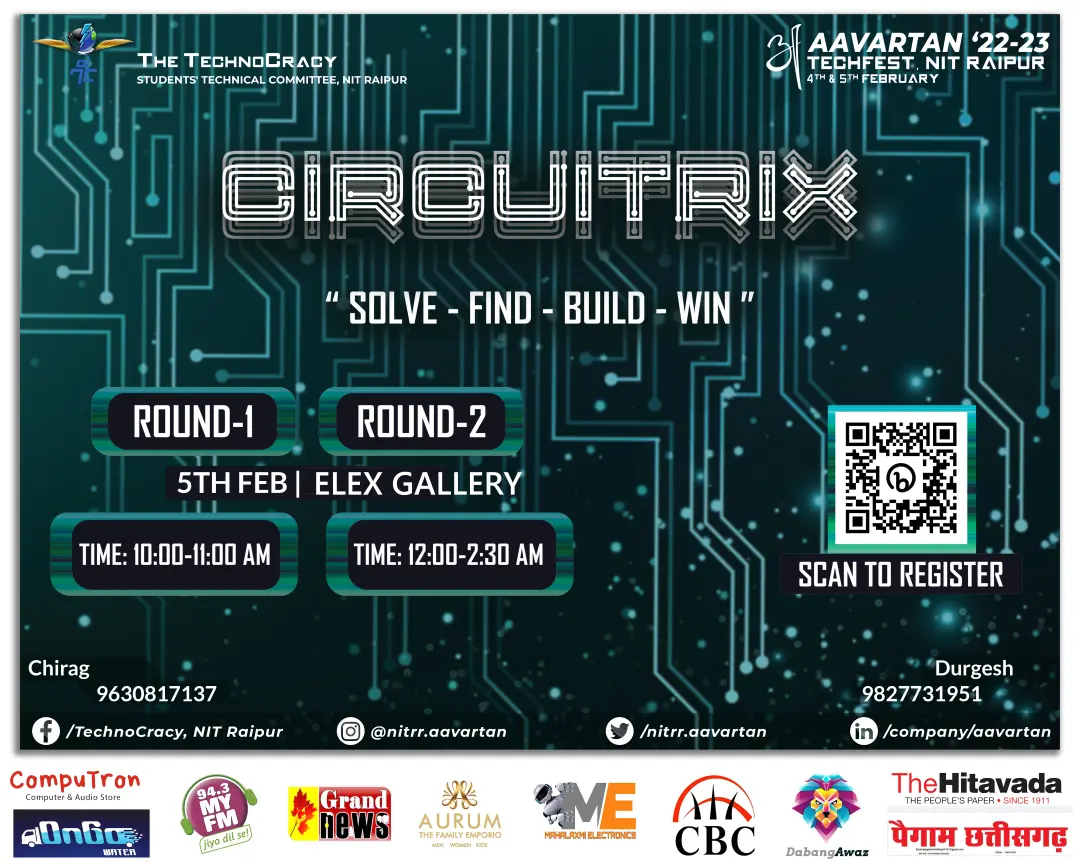 THE TECHNOCRACY
STUDENTS' TECHNICAL COMMITTEE, NIT RAIPUR
AAVARTAN ‘22-23
TECHFEST, NIT RAIPUR
4TH & 5TH FEBRUARY
CIRCUITRIX
“ SOLVE - FIND - BUILD - WIN ”
ROUND-1
ROUND-2
5TH FEB | ELEX GALLERY
TIME: 10:00-11:00 AM
TIME: 12:00-2:30 AM
SCAN TO REGISTER
Chirag
9630817137
Durgesh
9827731951
/TechnoCracy, NIT Raipur
@nitrr.aavartan
/nitrr.aavartan
/company/aavartan
CompuTron
Computer & Audio Store
OnGo
WATER
94.3
MY
FM
jiyo dil se!
Grand
news
AURUM
THE FAMILY EMPORIO
MEN WOMEN KIDS
ME
MAHALAXMI ELECTRONICS
CBC
DabangAwaz
TheHitavada
THE PEOPLE'S PAPER • SINCE 1911
पैगाम छत्तीसगढ़